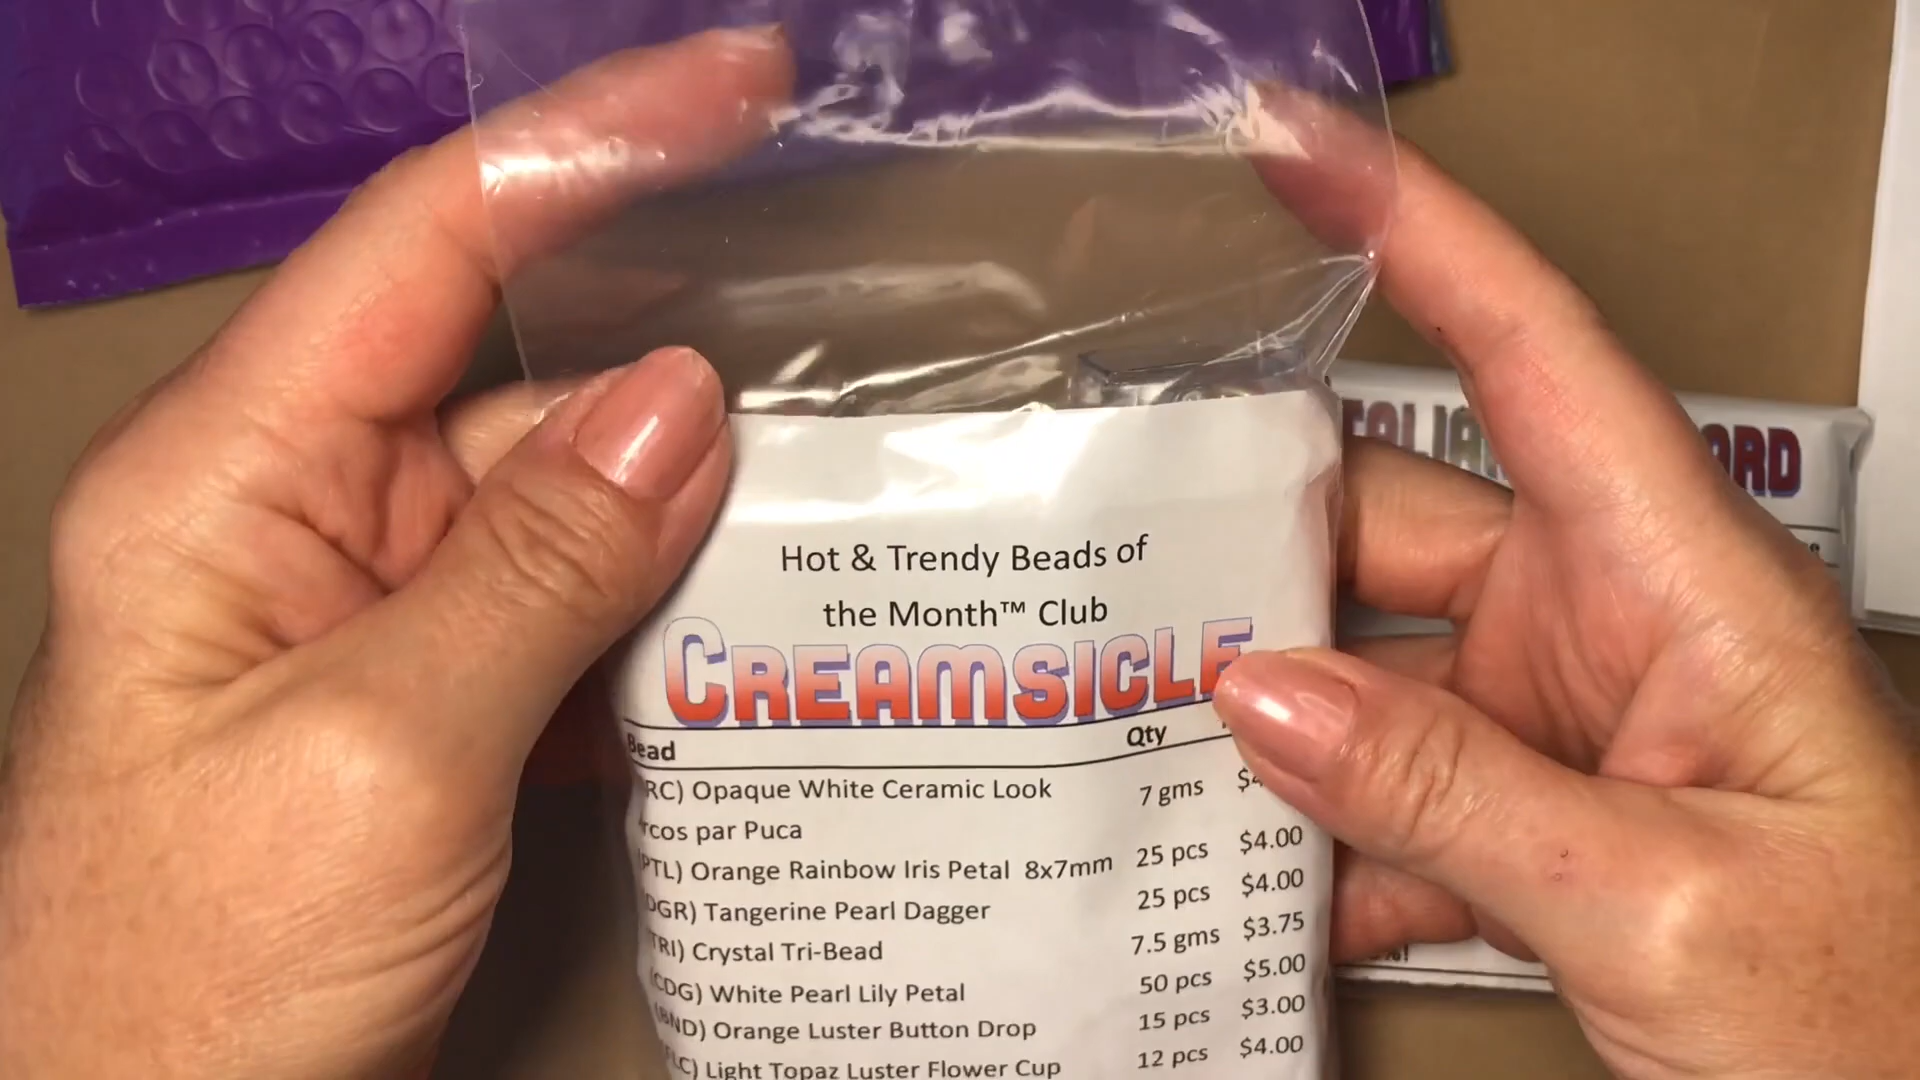 Hot & Trendy Beads of
the Month™ Club
CREAMSICLE
Bead Qty
RC) Opaque White Ceramic Look 7 gms
rcos par Puca
(PTL) Orange Rainbow Iris Petal 8x7mm 25 pcs $4.00
DGR) Tangerine Pearl Dagger 25 pcs $4.00
TRI) Crystal Tri-Bead 7.5 gms $3.75
(CDG) White Pearl Lily Petal 50 pcs $5.00
(BND) Orange Luster Button Drop 15 pcs $3.00
LC) Light Topaz Luster Flower Cup 12 pcs $4.00